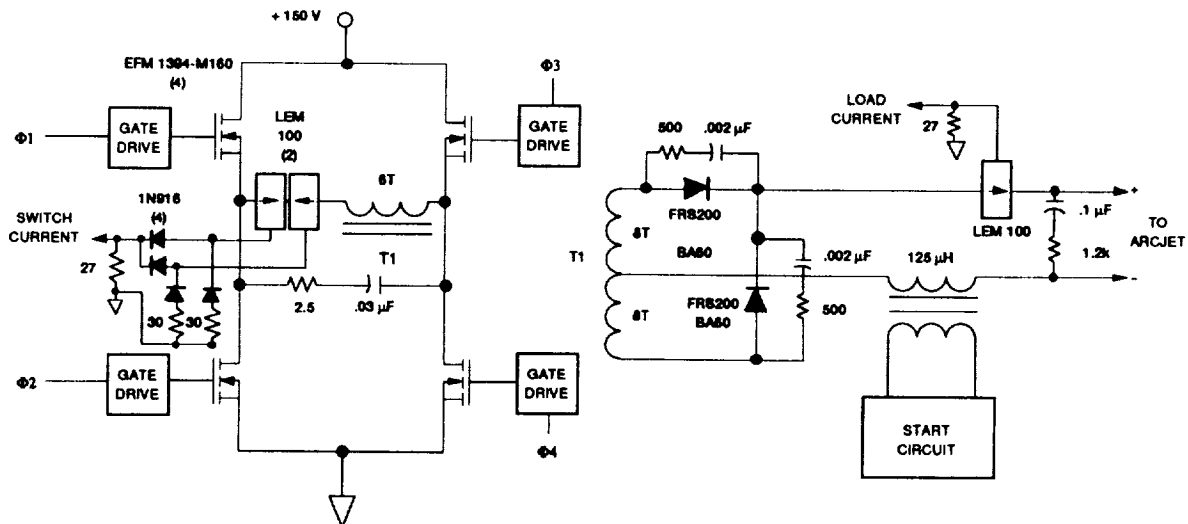 + 150 V
EFM 1394-M160
(4)
Φ3
GATE
DRIVE
LEM
100
(2)
GATE
DRIVE
Φ1
6T
1N916
(4)
SWITCH
CURRENT
27
T1
30
30
2.5
.03 µF
GATE
DRIVE
Φ2
GATE
DRIVE
Φ4
LOAD
CURRENT
27
500
.002 µF
FRS200
LEM 100
+
.1 µF
TO
ARCJET
8T
BA60
T1
.002 µF
125 µH
1.2k
-
8T
FRS200
BA60
500
START
CIRCUIT